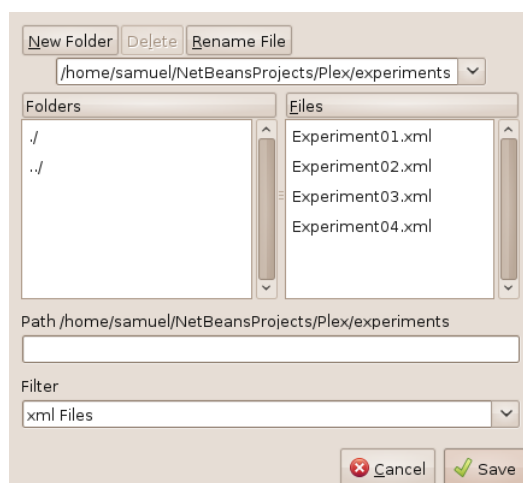 New Folder Delete Rename File
/home/samuel/NetBeansProjects/Plex/experiments
Folders
./
../
Files
Experiment01.xml
Experiment02.xml
Experiment03.xml
Experiment04.xml
Path /home/samuel/NetBeansProjects/Plex/experiments
Filter
xml Files
Cancel Save